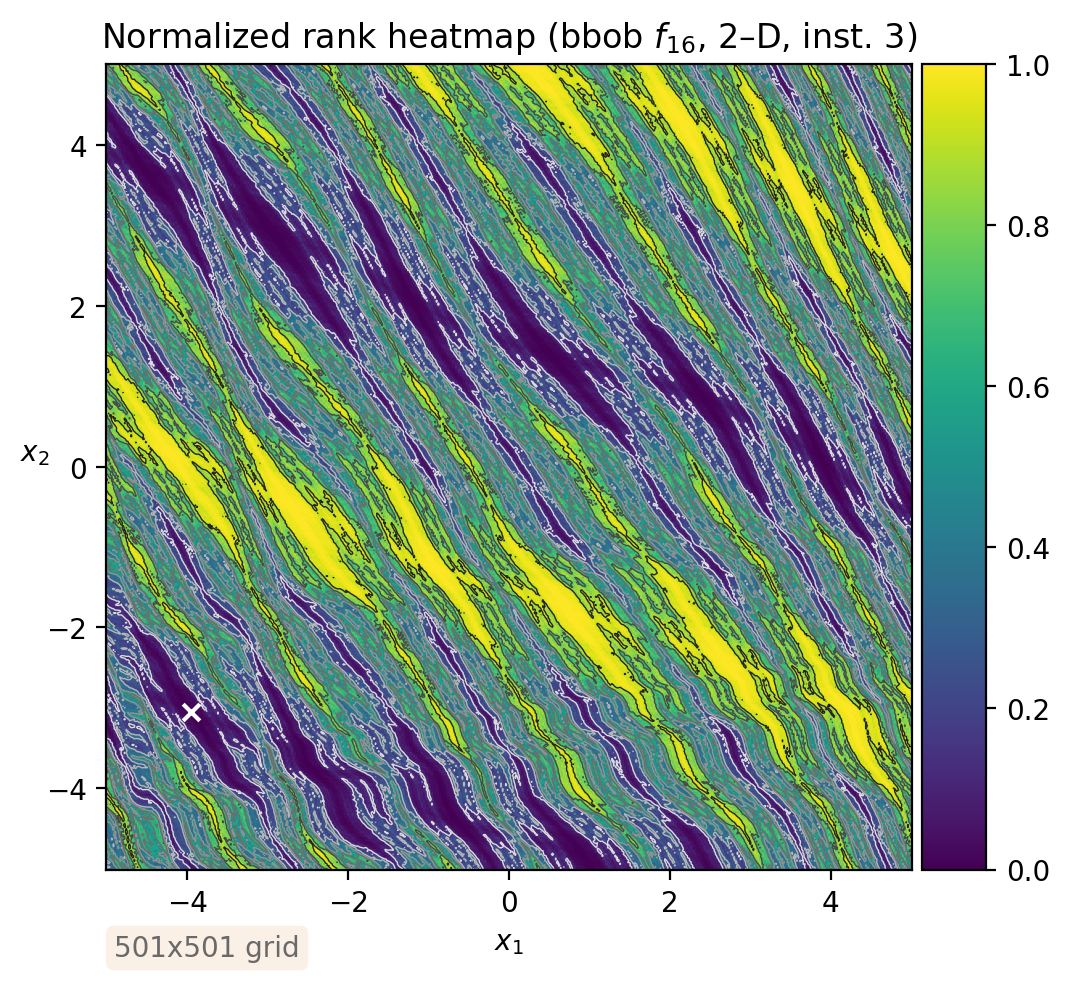 Normalized rank heatmap (bbob f16, 2–D, inst. 3)
1.0
4
0.8
2
0.6
x2
0
0.4
−2
0.2
−4
0.0
−4 −2 0 2 4
x1
501x501 grid